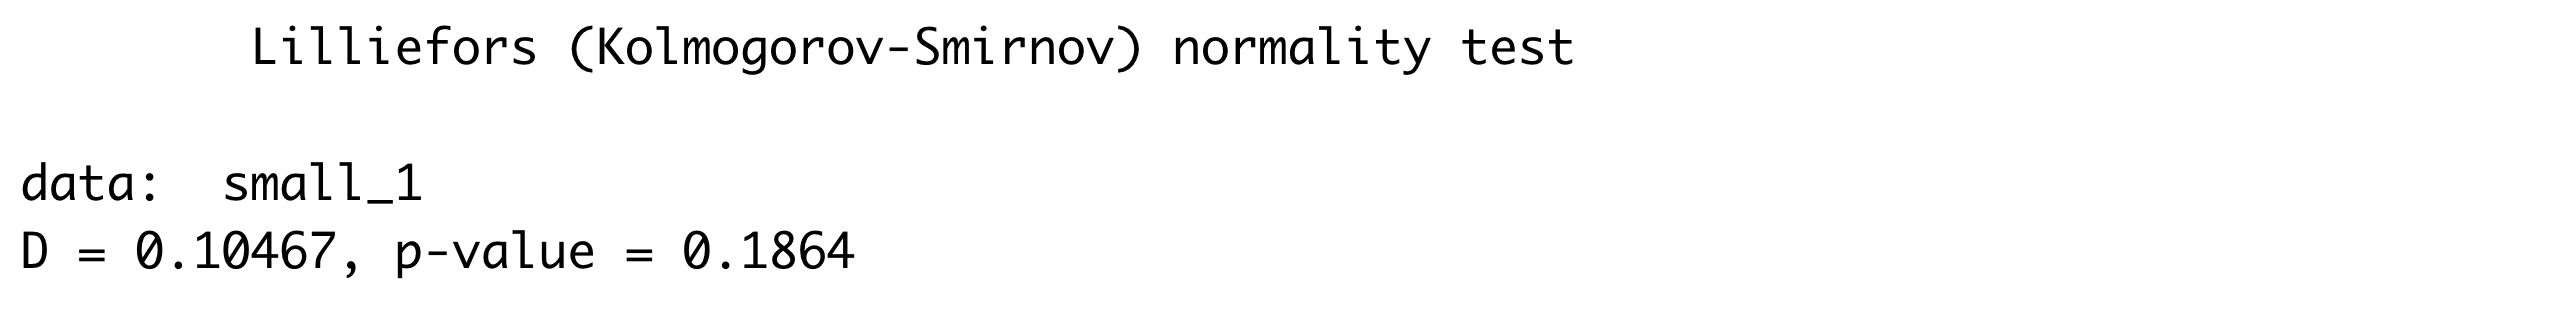 Lilliefors (Kolmogorov-Smirnov) normality test
data:  small_1
D = 0.10467, p-value = 0.1864